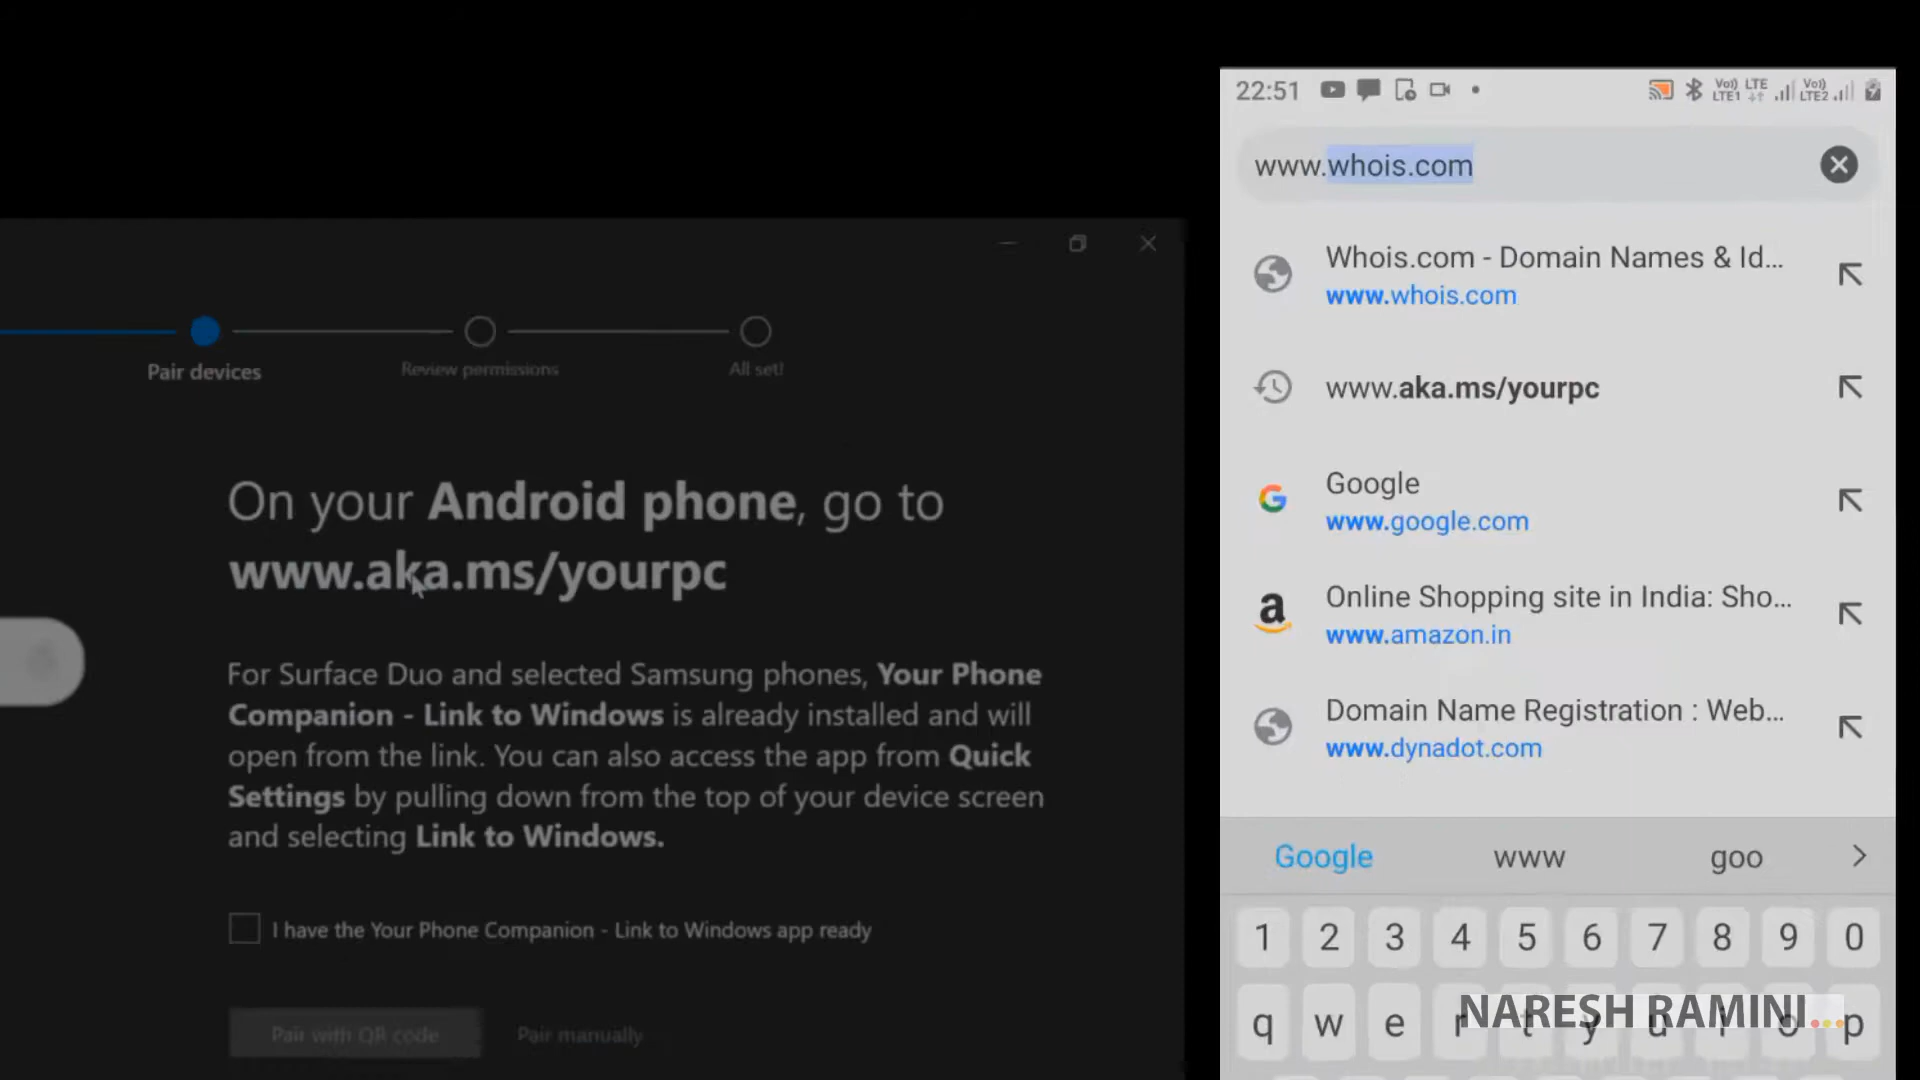 Pair devices
Review permissions
All set!
On your Android phone, go to
www.aka.ms/yourpc
For Surface Duo and selected Samsung phones, Your Phone
Companion - Link to Windows is already installed and will
open from the link. You can also access the app from Quick
Settings by pulling down from the top of your device screen
and selecting Link to Windows.
I have the Your Phone Companion - Link to Windows app ready
Pair with QR code
Pair manually
22:51
Vo)) LTE1
LTE
Vo)) LTE2
www.whois.com
Whois.com - Domain Names & Id...
www.whois.com
www.aka.ms/yourpc
Google
www.google.com
Online Shopping site in India: Sho...
www.amazon.in
Domain Name Registration : Web...
www.dynadot.com
Google www goo
1 2 3 4 5 6 7 8 9 0
q w e r t y u i o p
NARESH RAMINI...